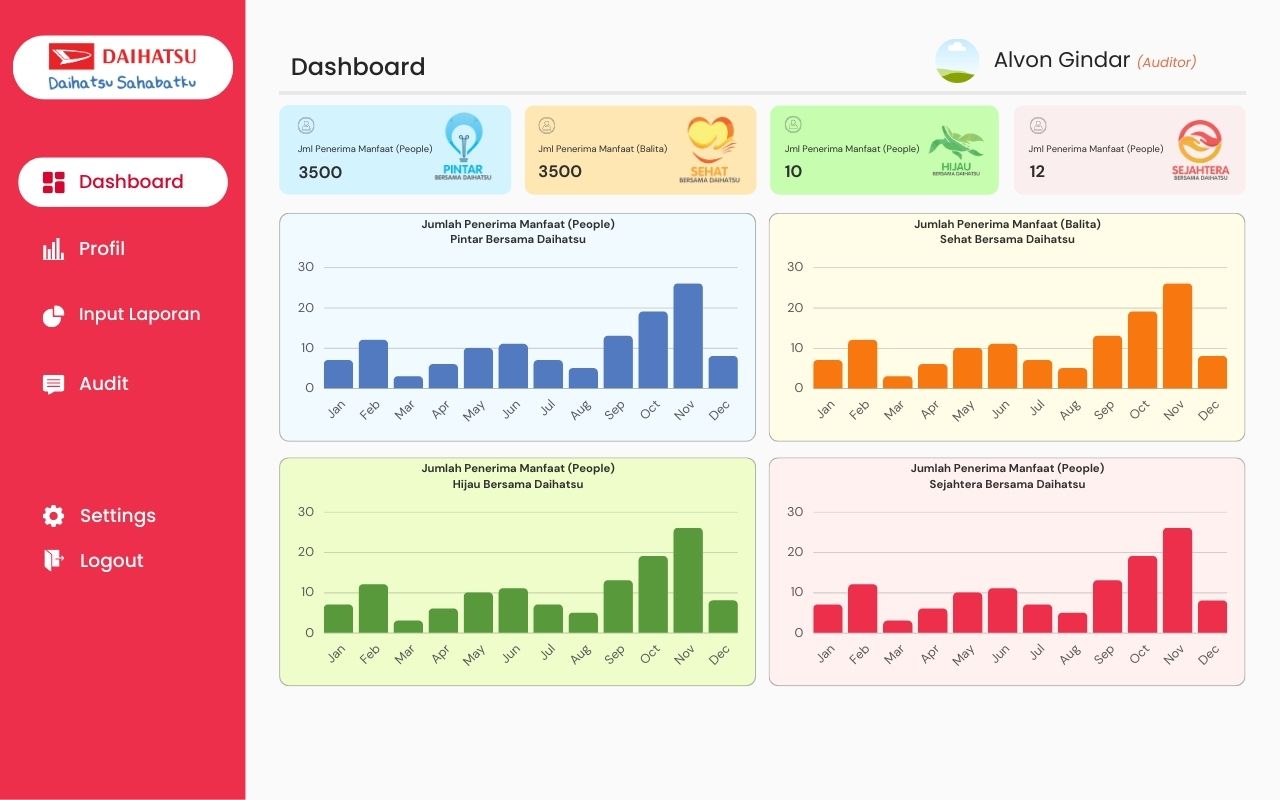 DAIHATSU
Daihatsu Sahabatku
Dashboard
Profil
Input Laporan
Audit
Settings
Logout
Dashboard
Alvon Gindar (Auditor)
Jml Penerima Manfaat (People)
3500
PINTAR
BERSAMA DAIHATSU
Jml Penerima Manfaat (Balita)
3500
SEHAT
BERSAMA DAIHATSU
Jml Penerima Manfaat (People)
10
HIJAU
BERSAMA DAIHATSU
Jml Penerima Manfaat (People)
12
SEJAHTERA
BERSAMA DAIHATSU
Jumlah Penerima Manfaat (People)
Pintar Bersama Daihatsu
30
20
10
0
Jan Feb Mar Apr May Jun Jul Aug Sep Oct Nov Dec
Jumlah Penerima Manfaat (Balita)
Sehat Bersama Daihatsu
30
20
10
0
Jan Feb Mar Apr May Jun Jul Aug Sep Oct Nov Dec
Jumlah Penerima Manfaat (People)
Hijau Bersama Daihatsu
30
20
10
0
Jan Feb Mar Apr May Jun Jul Aug Sep Oct Nov Dec
Jumlah Penerima Manfaat (People)
Sejahtera Bersama Daihatsu
30
20
10
0
Jan Feb Mar Apr May Jun Jul Aug Sep Oct Nov Dec